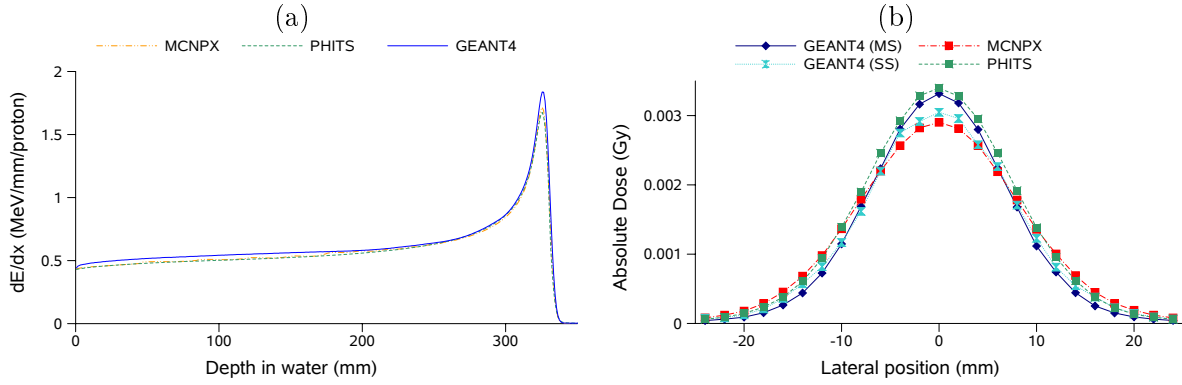 (a)
MCNPX PHITS GEANT4
2
1.5
1
0.5
0
0 100 200 300
dE/dx (MeV/mm/proton)
Depth in water (mm)
(b)
GEANT4 (MS) MCNPX
GEANT4 (SS) PHITS
0.003
0.002
0.001
0
-20 -10 0 10 20
Absolute Dose (Gy)
Lateral position (mm)